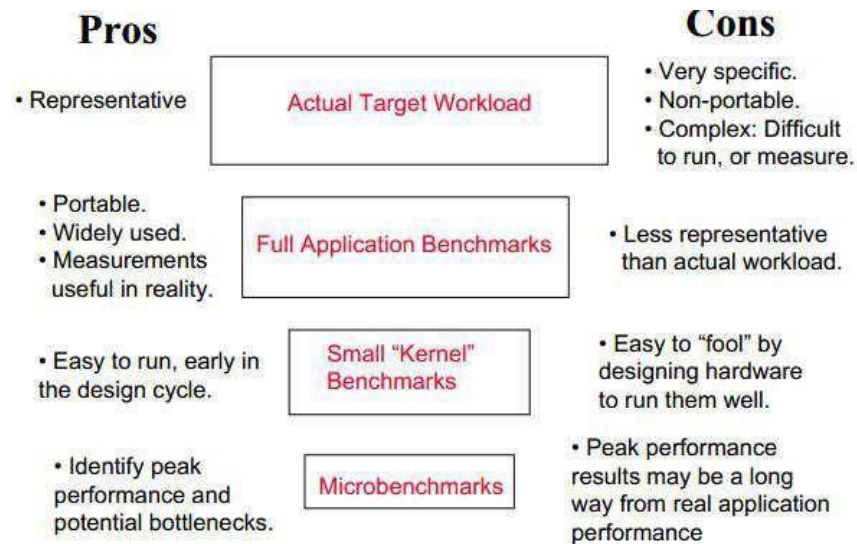 Pros
Cons
• Representative
Actual Target Workload
• Very specific.
• Non-portable.
• Complex: Difficult
to run, or measure.
• Portable.
• Widely used.
• Measurements
useful in reality.
Full Application Benchmarks
• Less representative
than actual workload.
• Easy to run, early in
the design cycle.
Small “Kernel”
Benchmarks
• Easy to “fool” by
designing hardware
to run them well.
• Identify peak
performance and
potential bottlenecks.
Microbenchmarks
• Peak performance
results may be a long
way from real application
performance